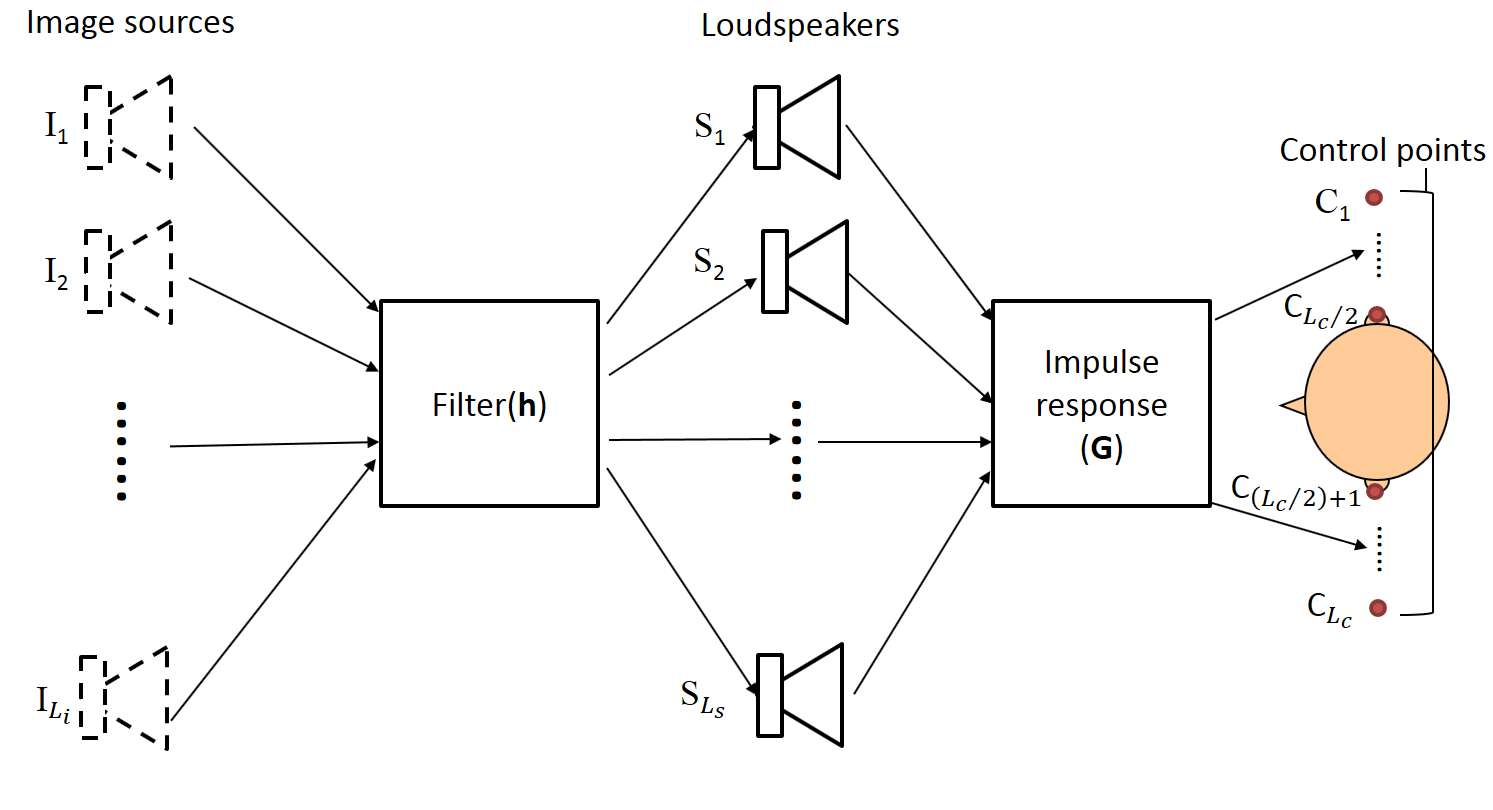 Image sources
Loudspeakers
I1
S1
Control points
C1
I2
S2
C𝐿𝑐/2
Filter(h)
Impulse
response
(G)
C(𝐿𝑐/2)+1
C𝐿𝑐
I𝐿𝑖
S𝐿𝑠